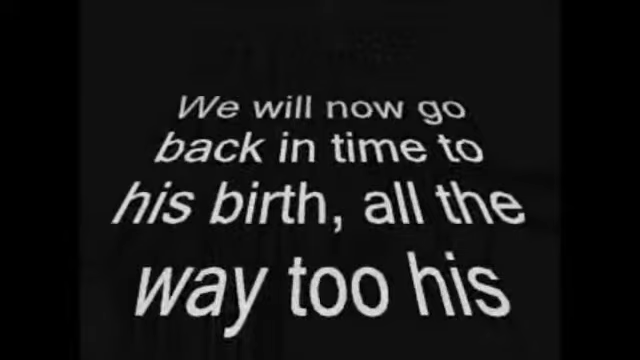 We will now go
back in time to
his birth, all the
way too his